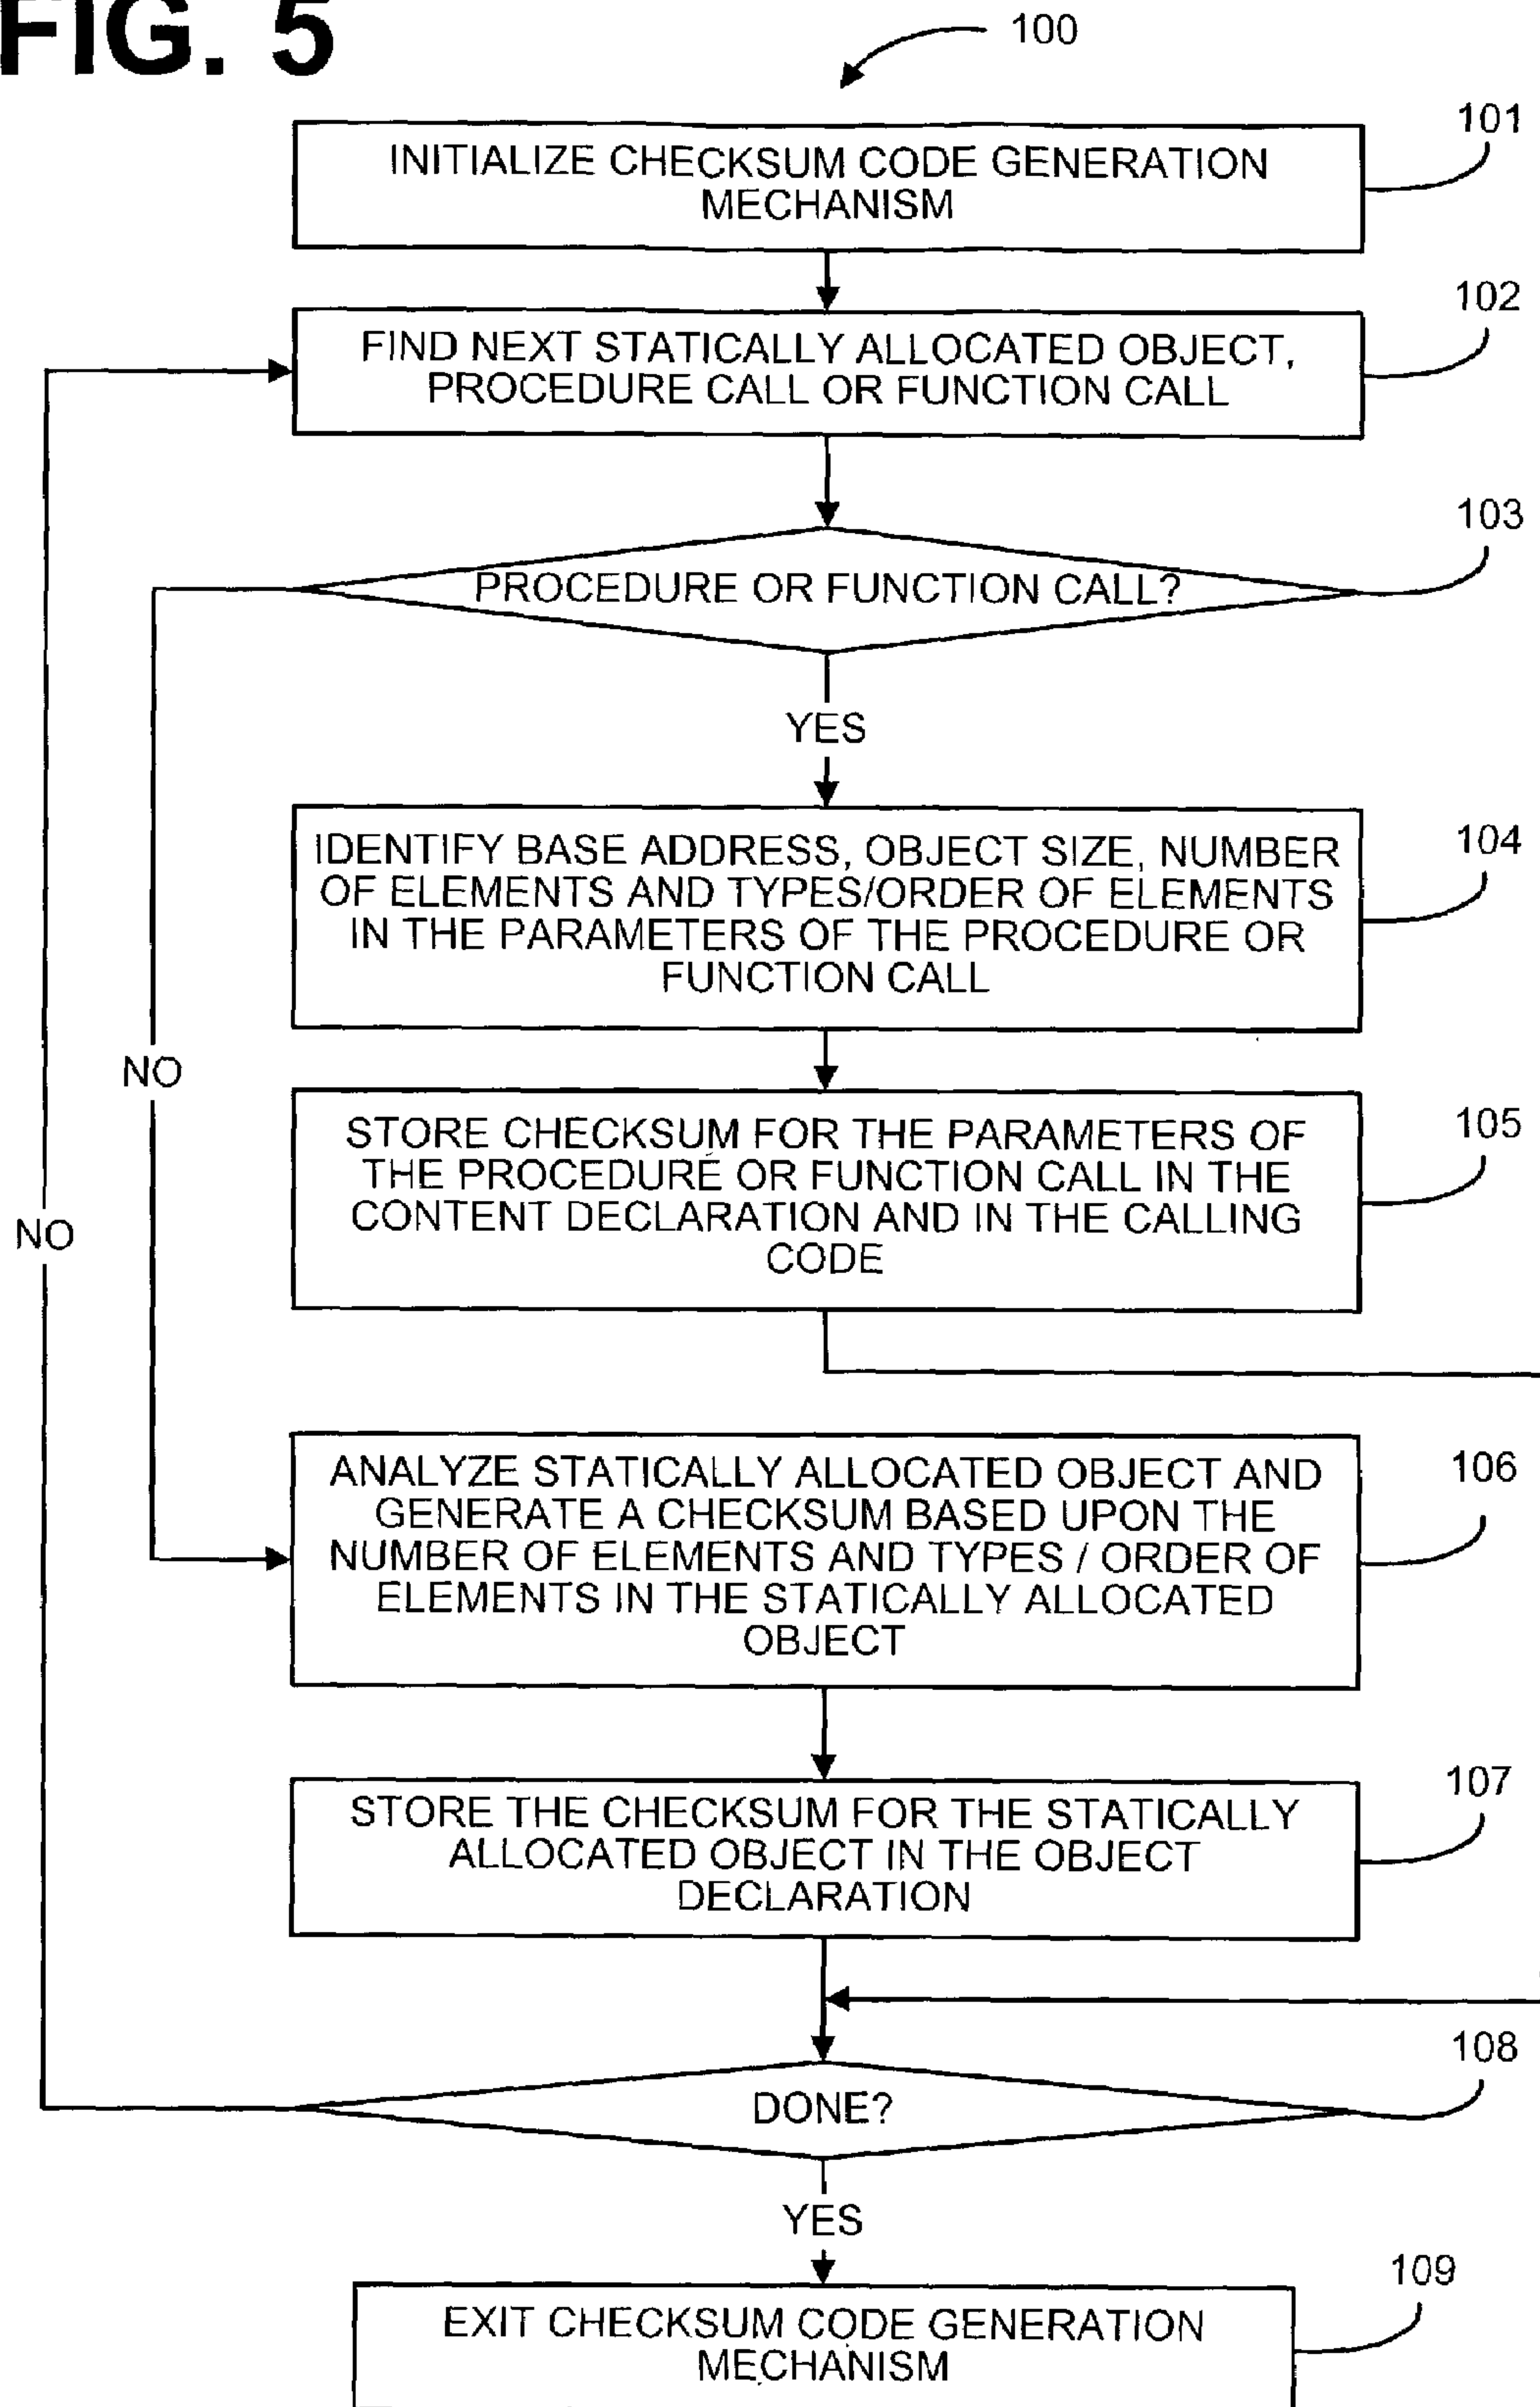 FIG. 5
100
101
INITIALIZE CHECKSUM CODE GENERATION
MECHANISM
102
FIND NEXT STATICALLY ALLOCATED OBJECT,
PROCEDURE CALL OR FUNCTION CALL
103
PROCEDURE OR FUNCTION CALL?
YES
104
IDENTIFY BASE ADDRESS, OBJECT SIZE, NUMBER
OF ELEMENTS AND TYPES/ORDER OF ELEMENTS
IN THE PARAMETERS OF THE PROCEDURE OR
FUNCTION CALL
NO
105
STORE CHECKSUM FOR THE PARAMETERS OF
THE PROCEDURE OR FUNCTION CALL IN THE
CONTENT DECLARATION AND IN THE CALLING
CODE
NO
106
ANALYZE STATICALLY ALLOCATED OBJECT AND
GENERATE A CHECKSUM BASED UPON THE
NUMBER OF ELEMENTS AND TYPES / ORDER OF
ELEMENTS IN THE STATICALLY ALLOCATED
OBJECT
107
STORE THE CHECKSUM FOR THE STATICALLY
ALLOCATED OBJECT IN THE OBJECT
DECLARATION
108
DONE?
YES
109
EXIT CHECKSUM CODE GENERATION
MECHANISM